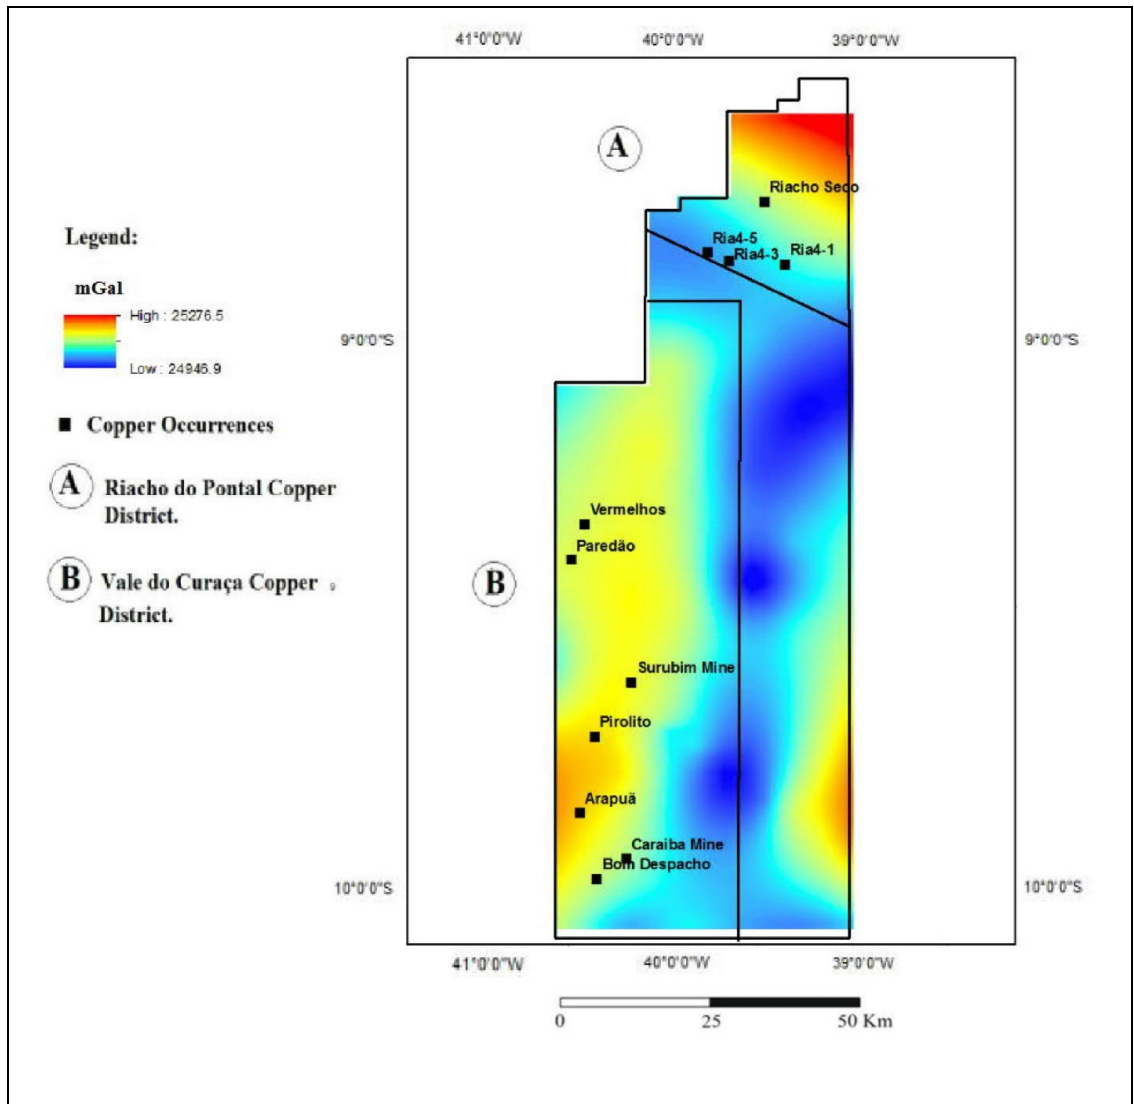 41°0'0"W 40°0'0"W 39°0'0"W
A
Riacho Seco
Legend:
Ria4-5
Ria4-3
Ria4-1
mGal
High : 25276.5
Low : 24946.9
9°0'0"S 9°0'0"S
Copper Occurrences
A Riacho do Pontal Copper
District.
Vermelhos
Paredão
B Vale do Curaça Copper
District.
B
Surubim Mine
Pirolito
Arapuã
Caraiba Mine
Bom Despacho
10°0'0"S 10°0'0"S
41°0'0"W 40°0'0"W 39°0'0"W
0 25 50 Km